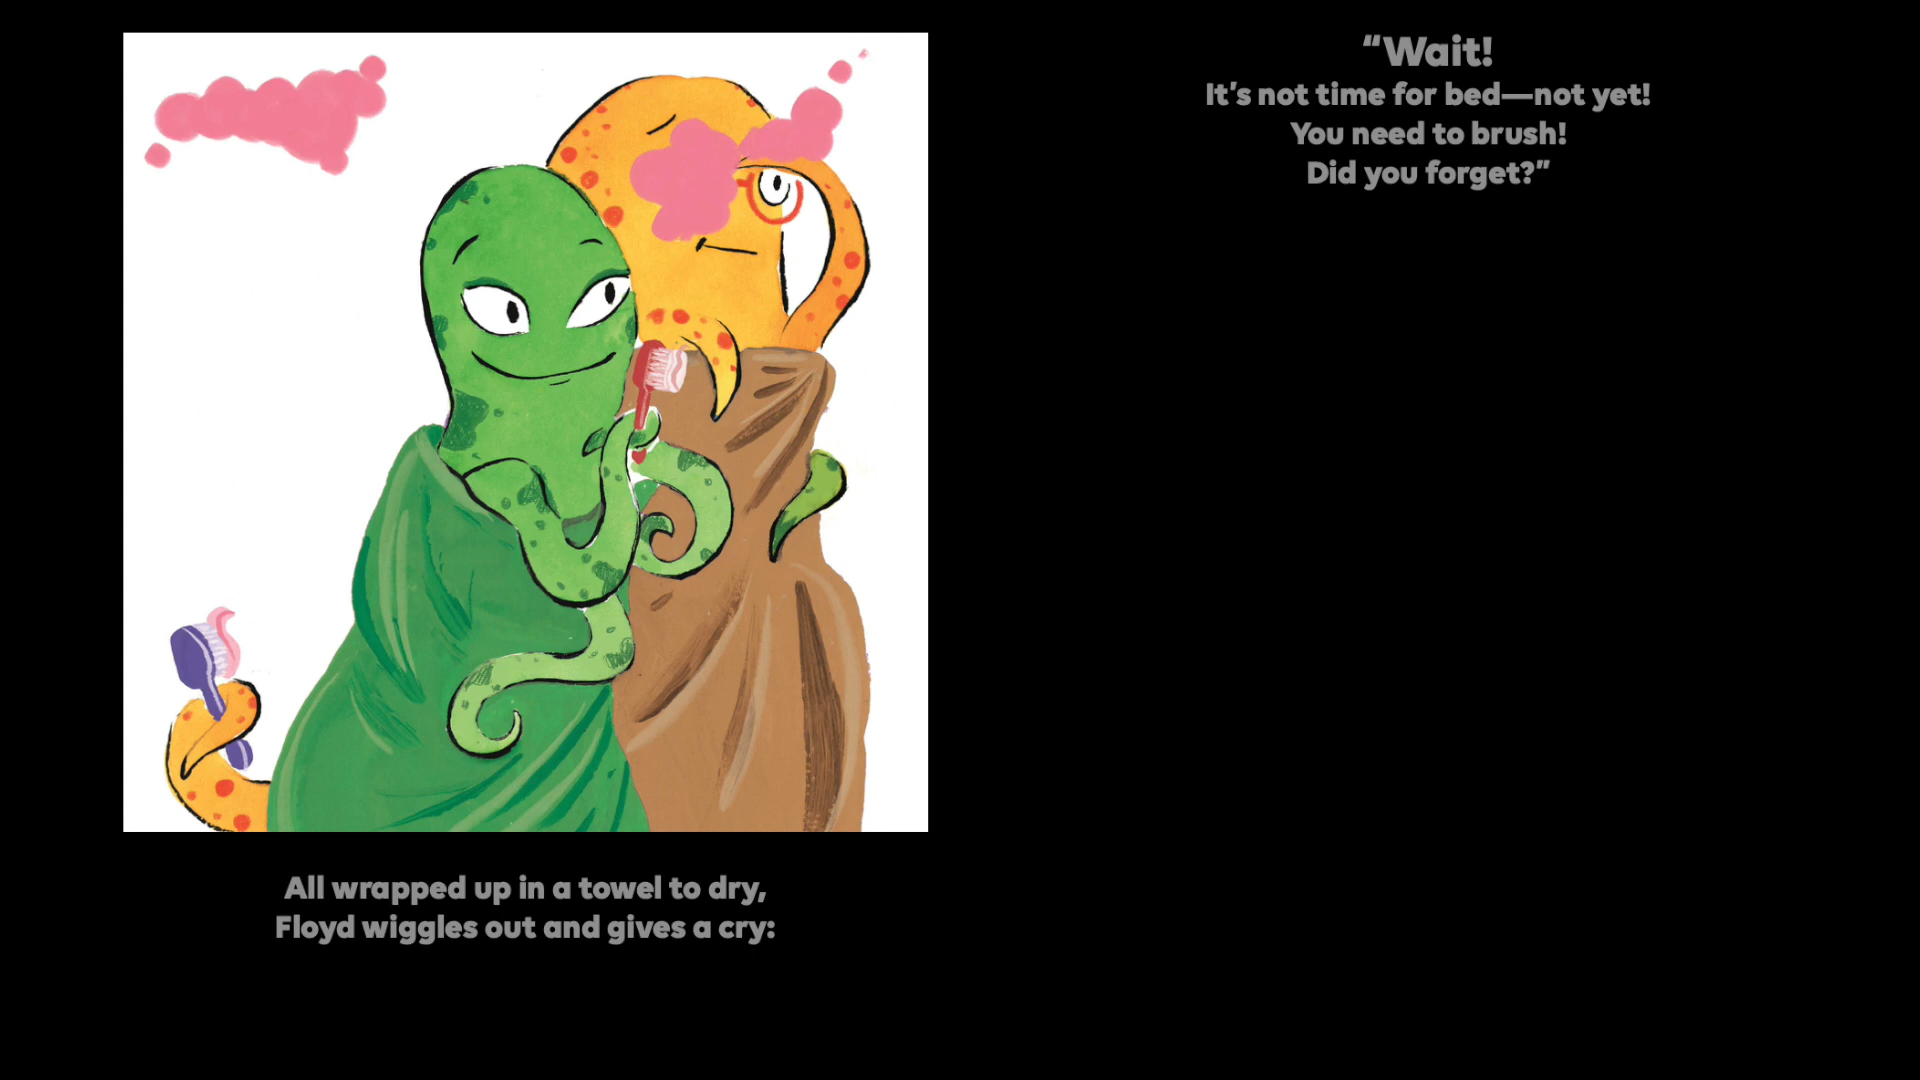 All wrapped up in a towel to dry,
Floyd wiggles out and gives a cry:
“Wait!
It’s not time for bed—not yet!
You need to brush!
Did you forget?”